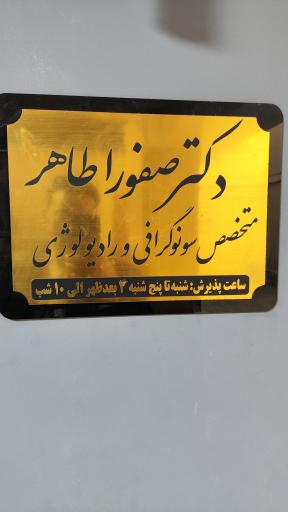 دکتر صفورا طاهر
متخصص سونوگرافی و رادیولوژی
ساعت پذیرش: شنبه تا پنج شنبه ۳ بعدظهر الی ۱۰ شب